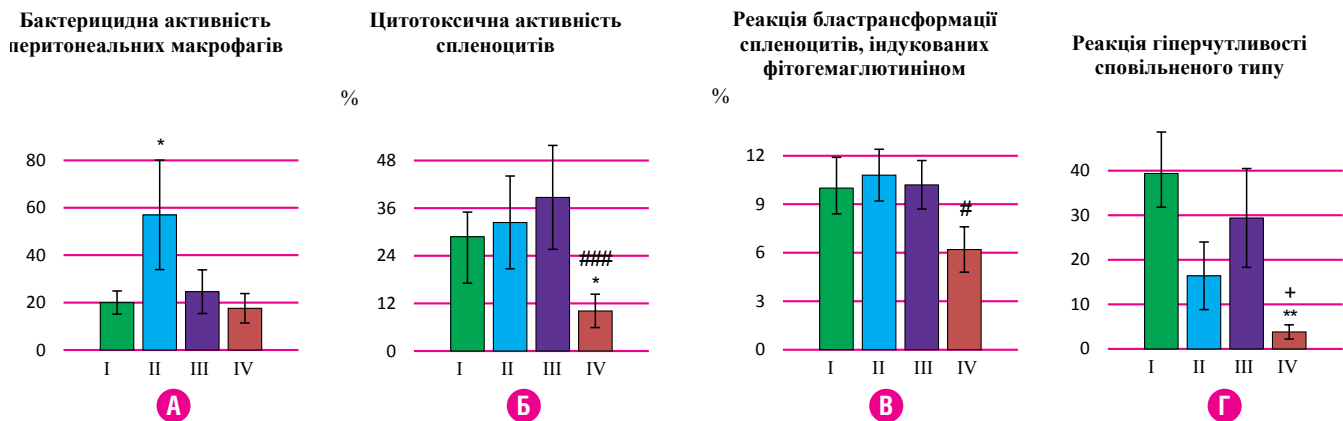 Бактерицидна активність
перитонеальних макрофагів
80
60
40
20
0
*
I II III IV
А
Цитотоксична активність
спленоцитів
%
48
36
24
12
0
###
*
I II III IV
Б
Реакція бластрансформації
спленоцитів, індукованих
фітогемаглютиніном
%
12
9
6
3
0
#
I II III IV
В
Реакція гіперчутливості
сповільненого типу
40
30
20
10
0
+
**
I II III IV
Г